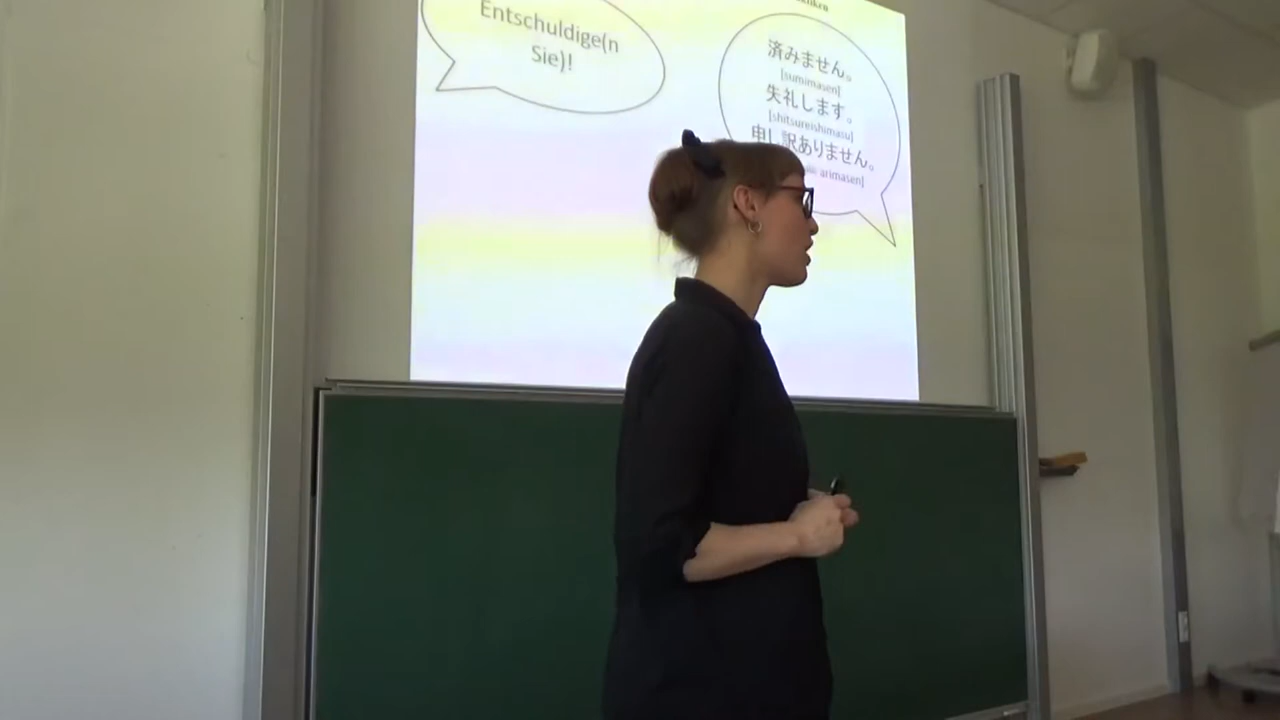 Entschuldige(n
Sie)!
済みません。
[sumimasen]
失礼します。
[shitsureishimasu]
申し訳ありません。
arimasen]